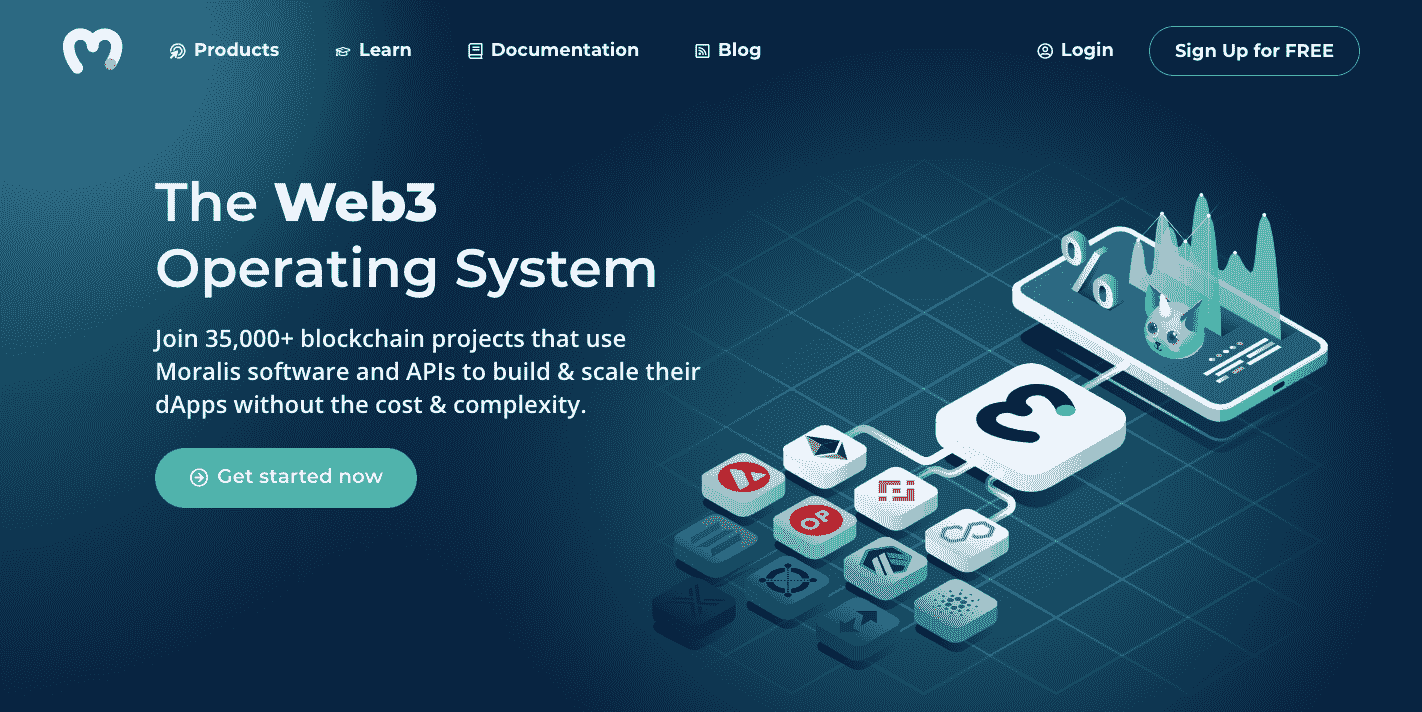 Products
Learn
Documentation
Blog
Login
Sign Up for FREE
The Web3
Operating System
Join 35,000+ blockchain projects that use
Moralis software and APIs to build & scale their
dApps without the cost & complexity.
Get started now
%
OP